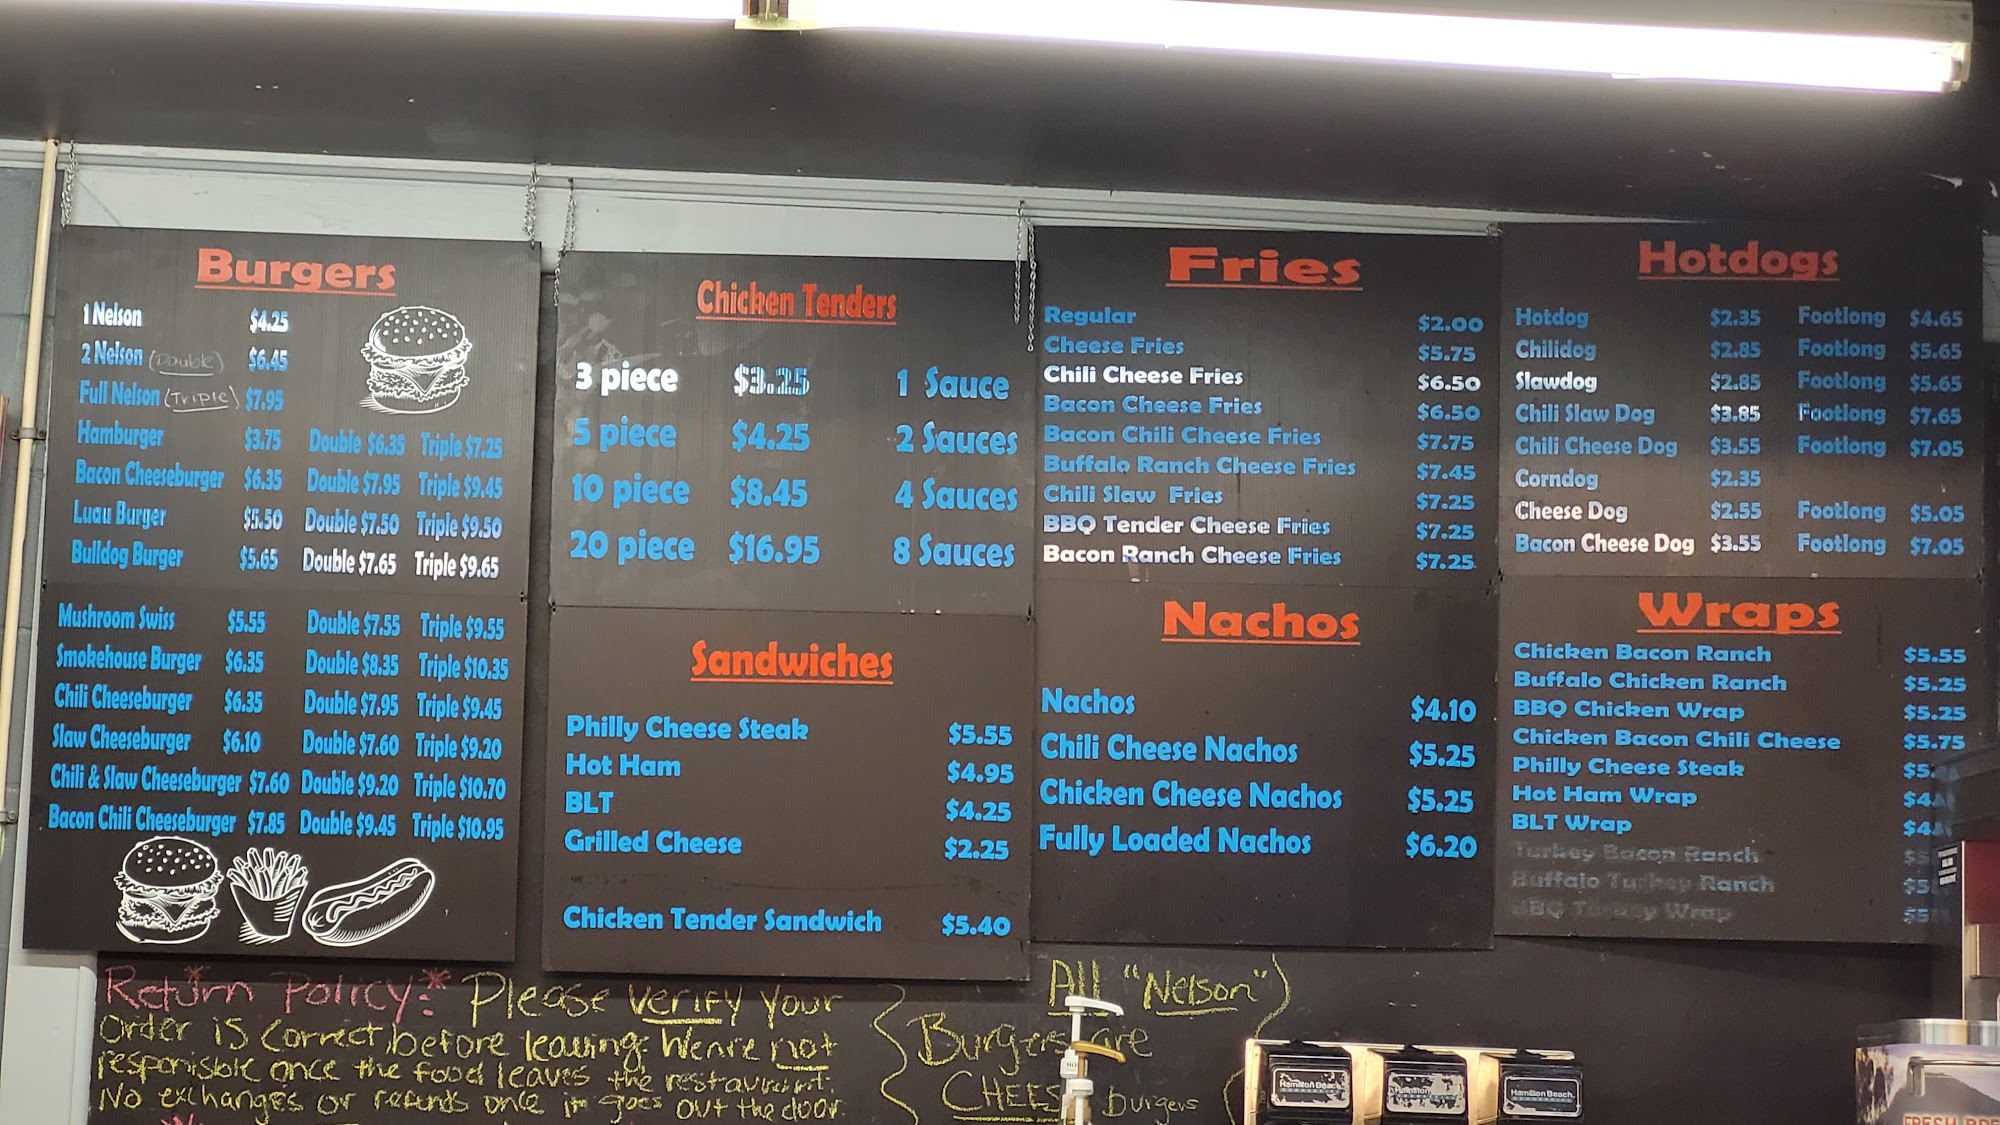 Burgers
1 Nelson $4.25
2 Nelson (Double) $6.45
Full Nelson (Triple) $7.95
Hamburger $3.75 Double $6.35 Triple $7.25
Bacon Cheeseburger $6.35 Double $7.95 Triple $9.45
Luau Burger $5.50 Double $7.50 Triple $9.50
Bulldog Burger $5.65 Double $7.65 Triple $9.65
Mushroom Swiss $5.55 Double $7.55 Triple $9.55
Smokehouse Burger $6.35 Double $8.35 Triple $10.35
Chili Cheeseburger $6.35 Double $7.95 Triple $9.45
Slaw Cheeseburger $6.10 Double $7.60 Triple $9.20
Chili & Slaw Cheeseburger $7.60 Double $9.20 Triple $10.70
Bacon Chili Cheeseburger $7.85 Double $9.45 Triple $10.95
Chicken Tenders
3 piece $3.25 1 Sauce
5 piece $4.25 2 Sauces
10 piece $8.45 4 Sauces
20 piece $16.95 8 Sauces
Sandwiches
Philly Cheese Steak $5.55
Hot Ham $4.95
BLT $4.25
Grilled Cheese $2.25
Chicken Tender Sandwich $5.40
Fries
Regular $2.00
Cheese Fries $5.75
Chili Cheese Fries $6.50
Bacon Cheese Fries $6.50
Bacon Chili Cheese Fries $7.75
Buffalo Ranch Cheese Fries $7.45
Chili Slaw Fries $7.25
BBQ Tender Cheese Fries $7.25
Bacon Ranch Cheese Fries $7.25
Nachos
Nachos $4.10
Chili Cheese Nachos $5.25
Chicken Cheese Nachos $5.25
Fully Loaded Nachos $6.20
Hotdogs
Hotdog $2.35 Footlong $4.65
Chilidog $2.85 Footlong $5.65
Slawdog $2.85 Footlong $5.65
Chili Slaw Dog $3.85 Footlong $7.65
Chili Cheese Dog $3.55 Footlong $7.05
Corndog $2.35
Cheese Dog $2.55 Footlong $5.05
Bacon Cheese Dog $3.55 Footlong $7.05
Wraps
Chicken Bacon Ranch $5.55
Buffalo Chicken Ranch $5.25
BBQ Chicken Wrap $5.25
Chicken Bacon Chili Cheese $5.75
Philly Cheese Steak
Hot Ham Wrap
BLT Wrap
Turkey Bacon Ranch
Buffalo Turkey Ranch
BBQ Turkey Wrap
*Return Policy:* Please verify your
Order is correct before leaving. We're not
responsible once the food leaves the restaurant.
No exchanges or refunds once it goes out the door.
All "Nelson"
Burgers are
CHEESE burgers
Hamilton Beach
Hamilton
Hamilton Beach